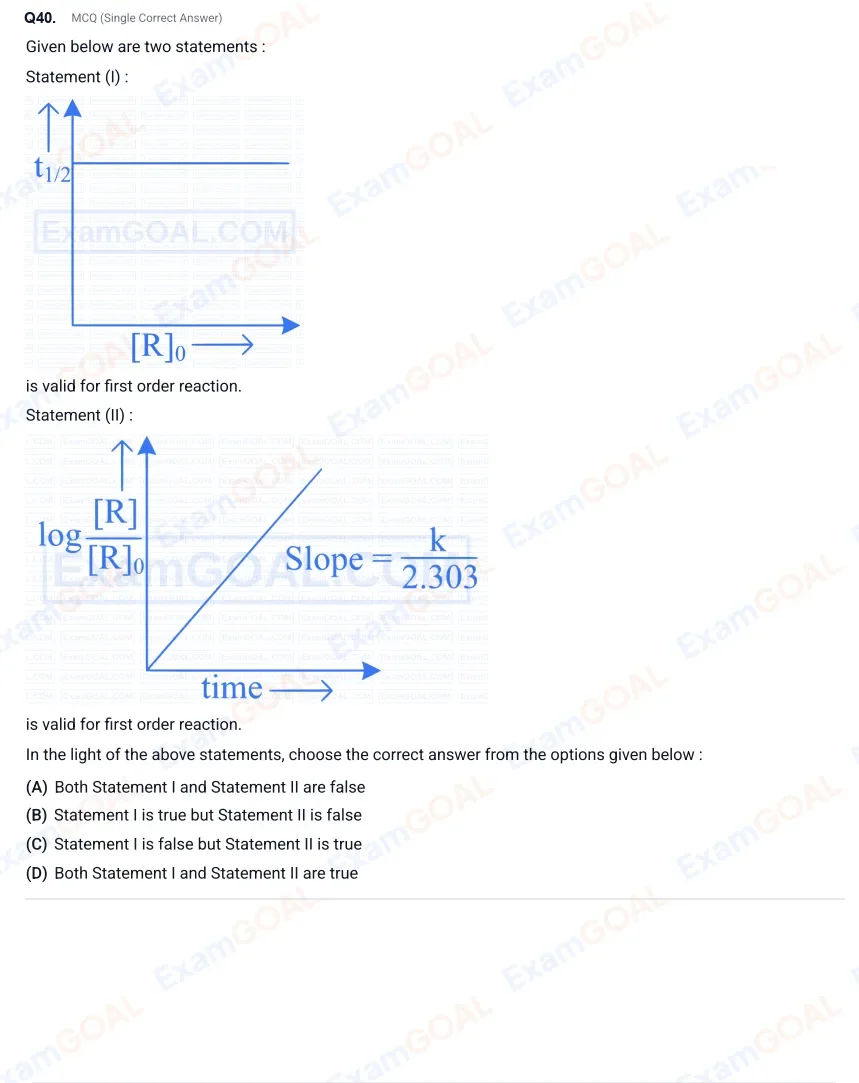 Q40. MCQ (Single Correct Answer)
Given below are two statements :
Statement (I) :
t1/2
ExamGOAL.COM
[R]0
is valid for first order reaction.
Statement (II) :
log [R]/[R]0
Slope = k/2.303
time
is valid for first order reaction.
In the light of the above statements, choose the correct answer from the options given below :
(A) Both Statement I and Statement II are false
(B) Statement I is true but Statement II is false
(C) Statement I is false but Statement II is true
(D) Both Statement I and Statement II are true
ExamGOAL